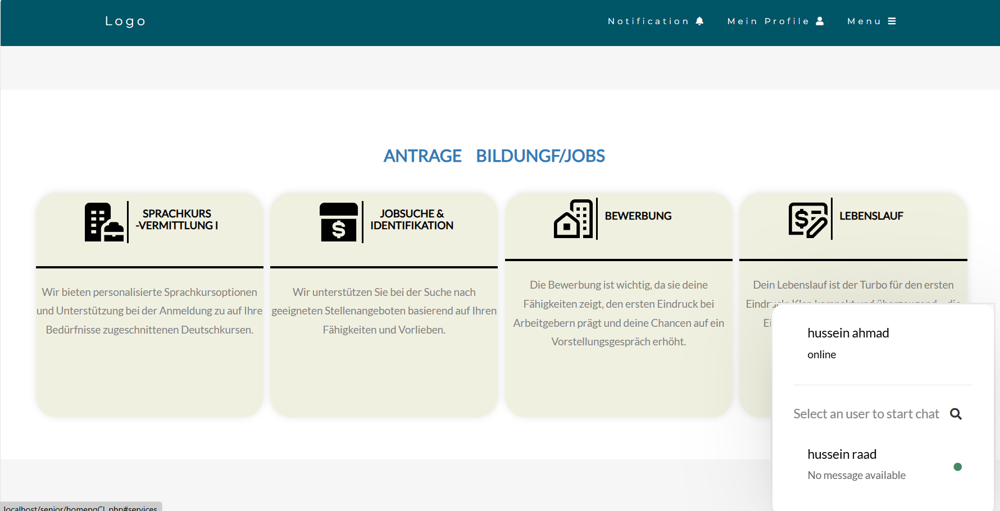 Logo
Notification
Mein Profile
Menu
ANTRAGE BILDUNGF/JOBS
SPRACHKURS
-VERMITTLUNG I
Wir bieten personalisierte Sprachkursoptionen
und Unterstützung bei der Anmeldung zu auf Ihre
Bedürfnisse zugeschnittenen Deutschkursen.
JOBSUCHE &
IDENTIFIKATION
Wir unterstützen Sie bei der Suche nach
geeigneten Stellenangeboten basierend auf Ihren
Fähigkeiten und Vorlieben.
BEWERBUNG
Die Bewerbung ist wichtig, da sie deine
Fähigkeiten zeigt, den ersten Eindruck bei
Arbeitgebern prägt und deine Chancen auf ein
Vorstellungsgespräch erhöht.
LEBENSLAUF
Dein Lebenslauf ist der Turbo für den ersten
hussein ahmad
online
Select an user to start chat
hussein raad
No message available
localhost/senior/homepgCL.php#services